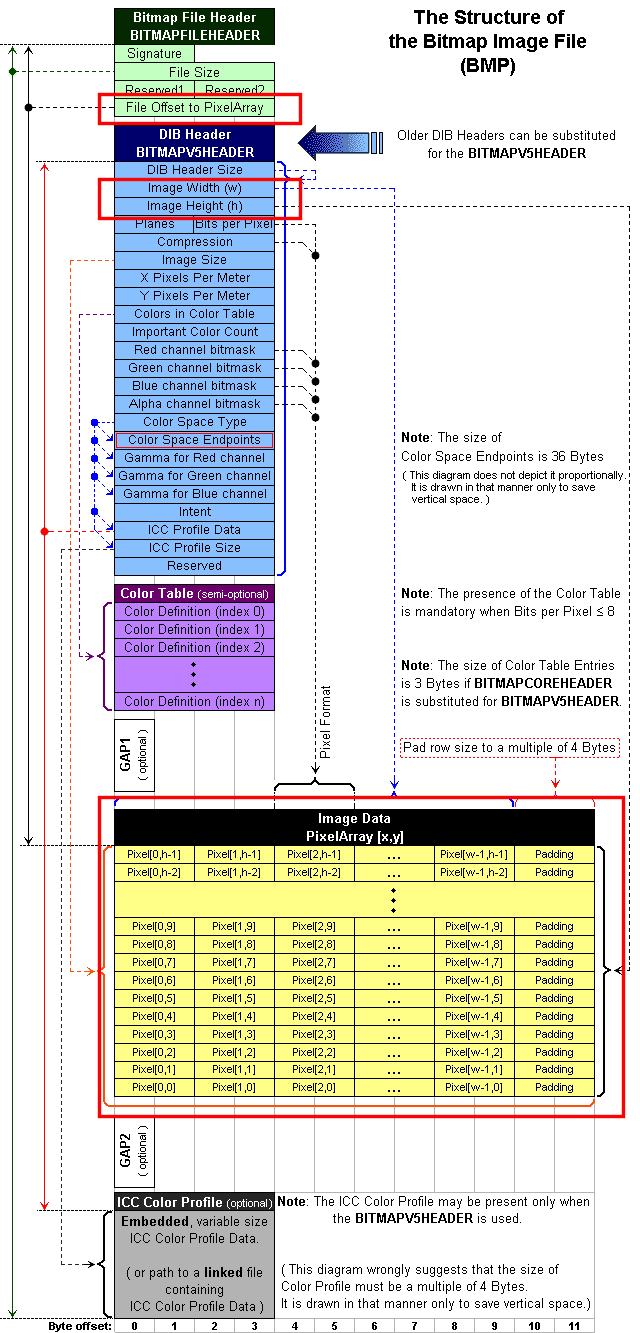 Bitmap File Header
BITMAPFILEHEADER
The Structure of
the Bitmap Image File
(BMP)
Signature
File Size
Reserved1 Reserved2
File Offset to PixelArray
DIB Header
BITMAPV5HEADER
Older DIB Headers can be substituted
for the BITMAPV5HEADER
DIB Header Size
Image Width (w)
Image Height (h)
Planes Bits per Pixel
Compression
Image Size
X Pixels Per Meter
Y Pixels Per Meter
Colors in Color Table
Important Color Count
Red channel bitmask
Green channel bitmask
Blue channel bitmask
Alpha channel bitmask
Color Space Type
Color Space Endpoints
Gamma for Red channel
Gamma for Green channel
Gamma for Blue channel
Intent
ICC Profile Data
ICC Profile Size
Reserved
Note: The size of
Color Space Endpoints is 36 Bytes
( This diagram does not depict it proportionally.
It is drawn in that manner only to save
vertical space. )
Color Table (semi-optional)
Color Definition (index 0)
Color Definition (index 1)
Color Definition (index 2)
Color Definition (index n)
Note: The presence of the Color Table
is mandatory when Bits per Pixel ≤ 8
Note: The size of Color Table Entries
is 3 Bytes if BITMAPCOREHEADER
is substituted for BITMAPV5HEADER.
GAP1
( optional )
Pixel Format
Pad row size to a multiple of 4 Bytes
Image Data
PixelArray [x,y]
Pixel[0,h-1] Pixel[1,h-1] Pixel[2,h-1] ... Pixel[w-1,h-1] Padding
Pixel[0,h-2] Pixel[1,h-2] Pixel[2,h-2] ... Pixel[w-1,h-2] Padding
Pixel[0,9] Pixel[1,9] Pixel[2,9] ... Pixel[w-1,9] Padding
Pixel[0,8] Pixel[1,8] Pixel[2,8] ... Pixel[w-1,8] Padding
Pixel[0,7] Pixel[1,7] Pixel[2,7] ... Pixel[w-1,7] Padding
Pixel[0,6] Pixel[1,6] Pixel[2,6] ... Pixel[w-1,6] Padding
Pixel[0,5] Pixel[1,5] Pixel[2,5] ... Pixel[w-1,5] Padding
Pixel[0,4] Pixel[1,4] Pixel[2,4] ... Pixel[w-1,4] Padding
Pixel[0,3] Pixel[1,3] Pixel[2,3] ... Pixel[w-1,3] Padding
Pixel[0,2] Pixel[1,2] Pixel[2,2] ... Pixel[w-1,2] Padding
Pixel[0,1] Pixel[1,1] Pixel[2,1] ... Pixel[w-1,1] Padding
Pixel[0,0] Pixel[1,0] Pixel[2,0] ... Pixel[w-1,0] Padding
GAP2
( optional )
ICC Color Profile (optional)
Embedded, variable size
ICC Color Profile Data.
( or path to a linked file
containing
ICC Color Profile Data )
Note: The ICC Color Profile may be present only when
the BITMAPV5HEADER is used.
( This diagram wrongly suggests that the size of
Color Profile must be a multiple of 4 Bytes.
It is drawn in that manner only to save vertical space.)
Byte offset: 0 1 2 3 4 5 6 7 8 9 10 11